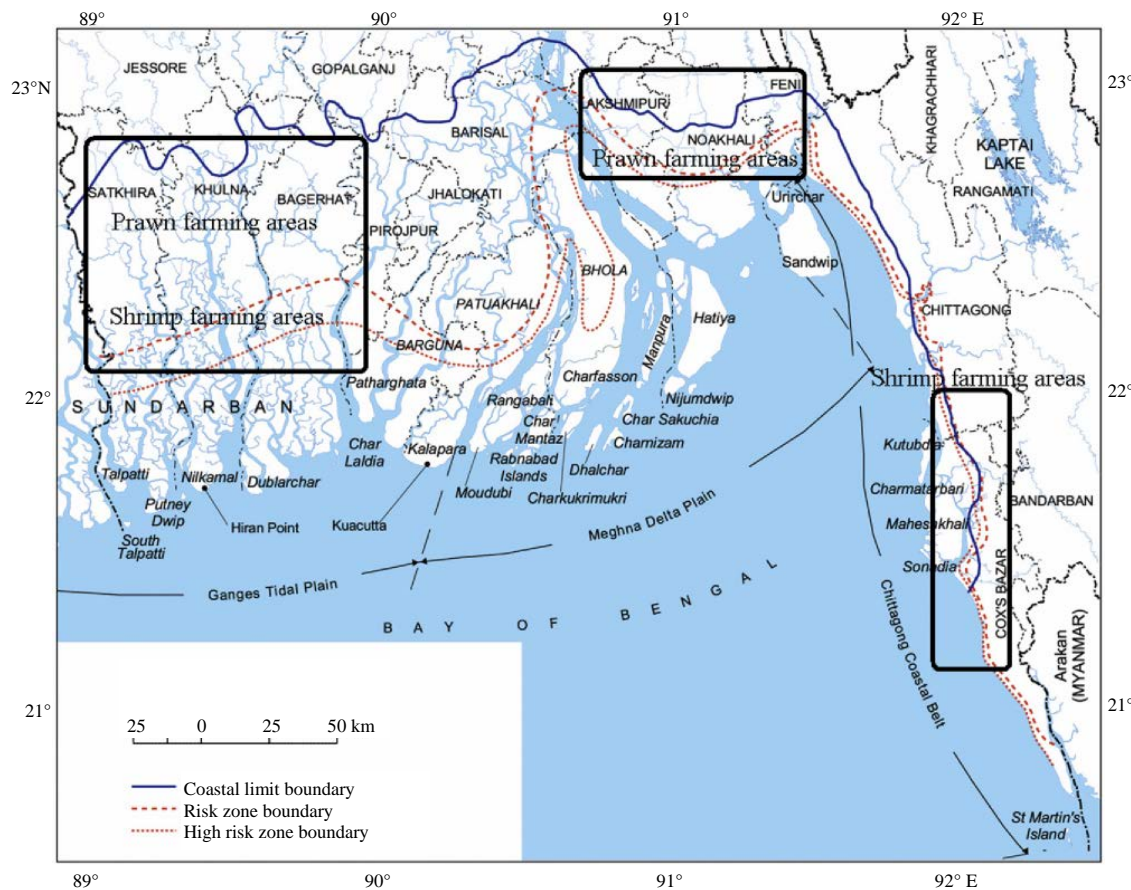 89°
90°
91°
92° E
23°N
23°
JESSORE
GOPALGANJ
FENI
LAKSHMIPUR
KHAGRACHHARI
BARISAL
NOAKHALI
KAPTAI
LAKE
Prawn farming areas
SATKHIRA
KHULNA
BAGERHAT
JHALOKATI
RANGAMATI
Urirchar
Prawn farming areas
PIROJPUR
Sandwip
BHOLA
PATUAKHALI
CHITTAGONG
Shrimp farming areas
Hatiya
BARGUNA
Manpura
22°
22°
SUNDARBAN
Patharghata
Charfasson
Shrimp farming areas
Rangabali
Nijumdwip
Char Sakuchia
Char
Mantaz
Char
Laldia
Kalapara
Charnizam
Kutubdia
Rabnabad
Islands
Dhalchar
Talpatti
Nilkamal
Dublarchar
Moudubi
Charkukrimukri
Charmatarbari
BANDARBAN
Putney
Dwip
Hiran Point
Kuacutta
Maheshkhali
South
Talpatti
Meghna Delta Plain
Sonadia
COX'S BAZAR
Ganges Tidal Plain
BAY OF BENGAL
Chittagong Coastal Belt
Arakan
(MYANMAR)
21°
21°
25 0 25 50 km
Coastal limit boundary
Risk zone boundary
High risk zone boundary
St Martin's
Island
89°
90°
91°
92° E